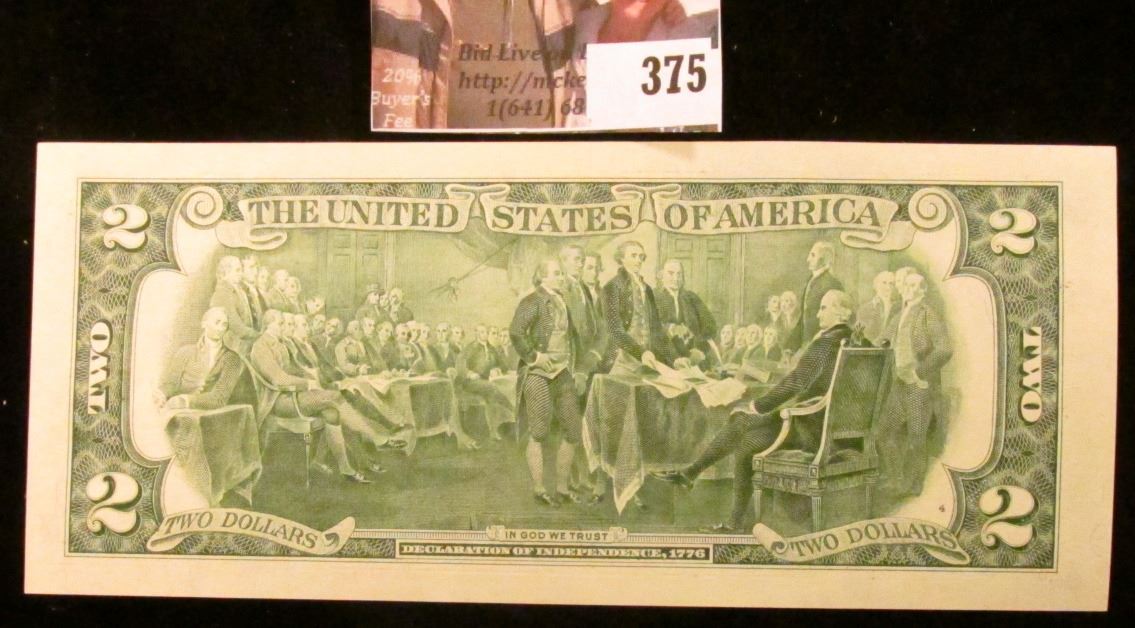 Bid Live
http://mcke
1(641) 68
20%
Buyer's
Fee
375
THE UNITED STATES OF AMERICA
2
2
TWO
TWO
2
2
TWO DOLLARS
IN GOD WE TRUST
4
TWO DOLLARS
DECLARATION OF INDEPENDENCE, 1776